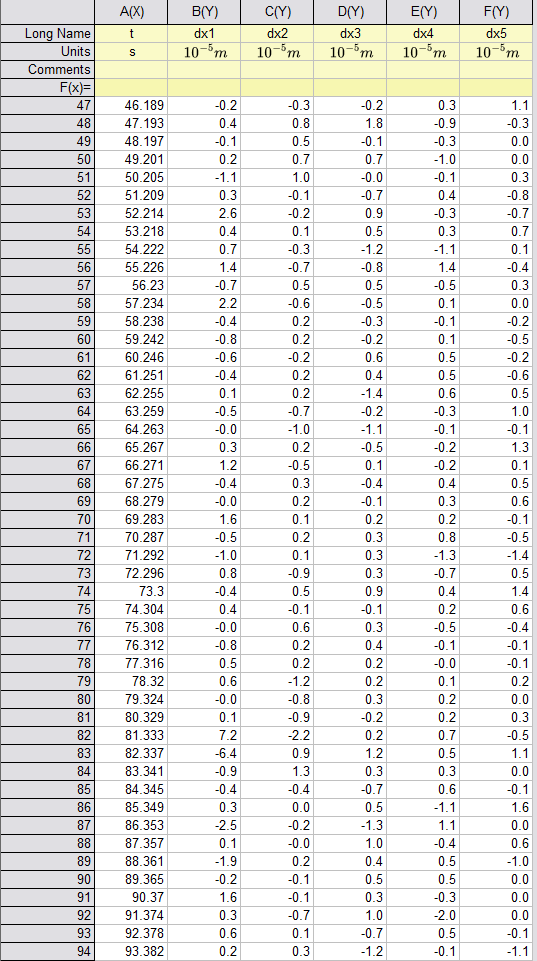 A(X) B(Y) C(Y) D(Y) E(Y) F(Y)
Long Name t dx1 dx2 dx3 dx4 dx5
Units s 10⁻⁵m 10⁻⁵m 10⁻⁵m 10⁻⁵m 10⁻⁵m
Comments
F(x)=
47 46.189 -0.2 -0.3 -0.2 0.3 1.1
48 47.193 0.4 0.8 1.8 -0.9 -0.3
49 48.197 -0.1 0.5 -0.1 -0.3 0.0
50 49.201 0.2 0.7 0.7 -1.0 0.0
51 50.205 -1.1 1.0 -0.0 -0.1 0.3
52 51.209 0.3 -0.1 -0.7 0.4 -0.8
53 52.214 2.6 -0.2 0.9 -0.3 -0.7
54 53.218 0.4 0.1 0.5 0.3 0.7
55 54.222 0.7 -0.3 -1.2 -1.1 0.1
56 55.226 1.4 -0.7 -0.8 1.4 -0.4
57 56.23 -0.7 0.5 0.5 -0.5 0.3
58 57.234 2.2 -0.6 -0.5 0.1 0.0
59 58.238 -0.4 0.2 -0.3 -0.1 -0.2
60 59.242 -0.8 0.2 -0.2 0.1 -0.5
61 60.246 -0.6 -0.2 0.6 0.5 -0.2
62 61.251 -0.4 0.2 0.4 0.5 -0.6
63 62.255 0.1 0.2 -1.4 0.6 0.5
64 63.259 -0.5 -0.7 -0.2 -0.3 1.0
65 64.263 -0.0 -1.0 -1.1 -0.1 -0.1
66 65.267 0.3 0.2 -0.5 -0.2 1.3
67 66.271 1.2 -0.5 0.1 -0.2 0.1
68 67.275 -0.4 0.3 -0.4 0.4 0.5
69 68.279 -0.0 0.2 -0.1 0.3 0.6
70 69.283 1.6 0.1 0.2 0.2 -0.1
71 70.287 -0.5 0.2 0.3 0.8 -0.5
72 71.292 -1.0 0.1 0.3 -1.3 -1.4
73 72.296 0.8 -0.9 0.3 -0.7 0.5
74 73.3 -0.4 0.5 0.9 0.4 1.4
75 74.304 0.4 -0.1 -0.1 0.2 0.6
76 75.308 -0.0 0.6 0.3 -0.5 -0.4
77 76.312 -0.8 0.2 0.4 -0.1 -0.1
78 77.316 0.5 0.2 0.2 -0.0 -0.1
79 78.32 0.6 -1.2 0.2 0.1 0.2
80 79.324 -0.0 -0.8 0.3 0.2 0.0
81 80.329 0.1 -0.9 -0.2 0.2 0.3
82 81.333 7.2 -2.2 0.2 0.7 -0.5
83 82.337 -6.4 0.9 1.2 0.5 1.1
84 83.341 -0.9 1.3 0.3 0.3 0.0
85 84.345 -0.4 -0.4 -0.7 0.6 -0.1
86 85.349 0.3 0.0 0.5 -1.1 1.6
87 86.353 -2.5 -0.2 -1.3 1.1 0.0
88 87.357 0.1 -0.0 1.0 -0.4 0.6
89 88.361 -1.9 0.2 0.4 0.5 -1.0
90 89.365 -0.2 -0.1 0.5 0.5 0.0
91 90.37 1.6 -0.1 0.3 -0.3 0.0
92 91.374 0.3 -0.7 1.0 -2.0 0.0
93 92.378 0.6 0.1 -0.7 0.5 -0.1
94 93.382 0.2 0.3 -1.2 -0.1 -1.1